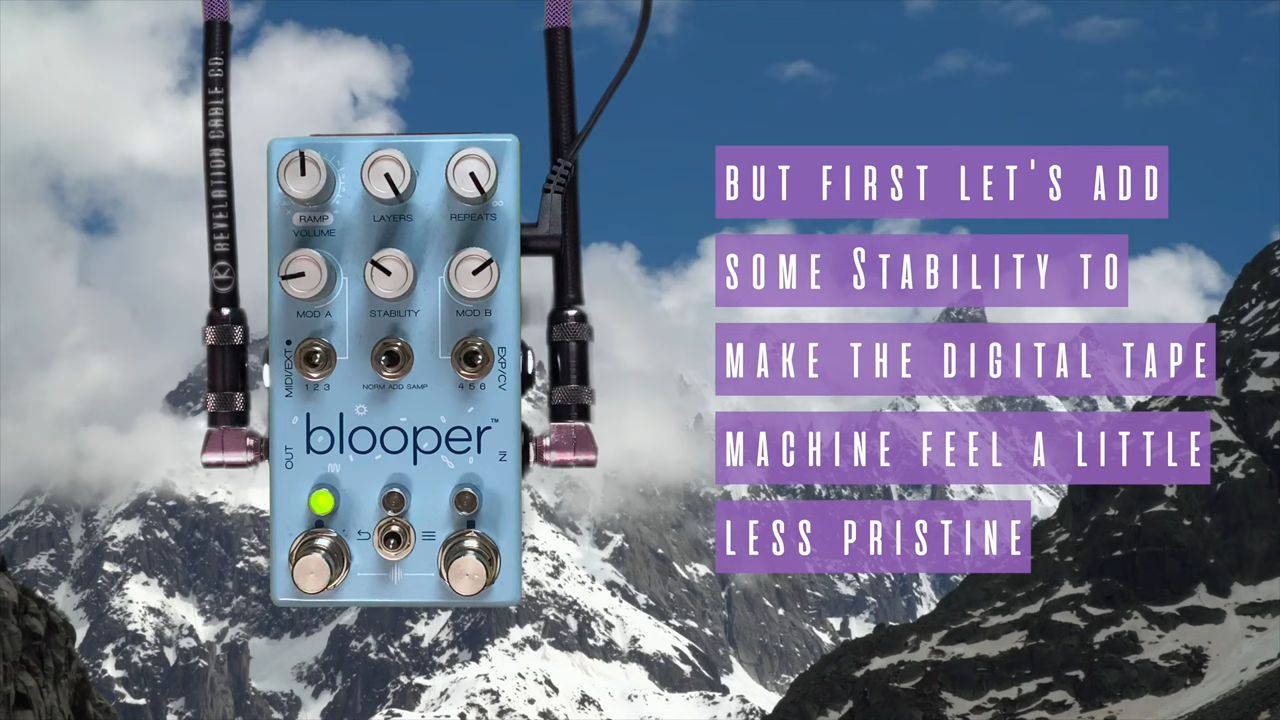 REVELATION CABLE CO.
RAMP
LAYERS
REPEATS
VOLUME
MOD A
STABILITY
MOD B
MIDI/EXT
EXP/CV
1 2 3
NORM ADD SAMP
4 5 6
blooper™
OUT
IN
BUT FIRST LET'S ADD
SOME STABILITY TO
MAKE THE DIGITAL TAPE
MACHINE FEEL A LITTLE
LESS PRISTINE